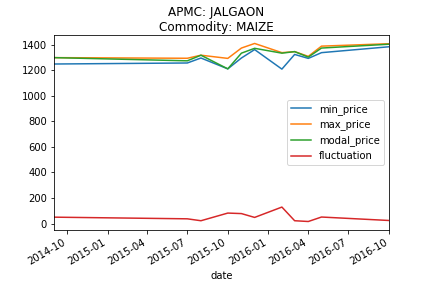 APMC: JALGAON
Commodity: MAIZE
1400
1200
1000
800
600
400
200
0
min_price
max_price
modal_price
fluctuation
2014-10
2015-01
2015-04
2015-07
2015-10
2016-01
2016-04
2016-07
2016-10
date